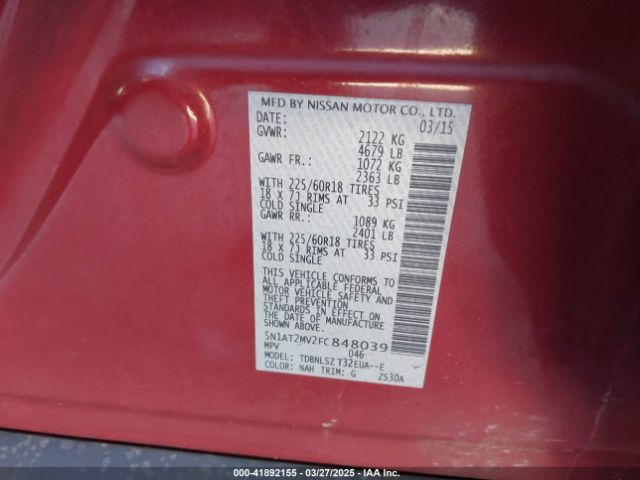 MFD BY NISSAN MOTOR CO., LTD.
DATE: 03/15
GVWR: 2122 KG
4679 LB
GAWR FR.: 1072 KG
2363 LB
WITH 225/60R18 TIRES
18 X 7J RIMS AT 33 PSI
COLD SINGLE
GAWR RR.: 1089 KG
2401 LB
WITH 225/60R18 TIRES
18 X 7J RIMS AT 33 PSI
COLD SINGLE
THIS VEHICLE CONFORMS TO
ALL APPLICABLE FEDERAL
MOTOR VEHICLE SAFETY AND
THEFT PREVENTION
STANDARDS IN EFFECT ON
THE DATE OF MANUFACTURE
SHOWN ABOVE.
5N1AT2MV2FC848039
MPV 046
MODEL: TDBNLSZ T32EUA--E
COLOR: NAH TRIM: G ZS30A
000-41892155 - 03/27/2025 - IAA Inc.